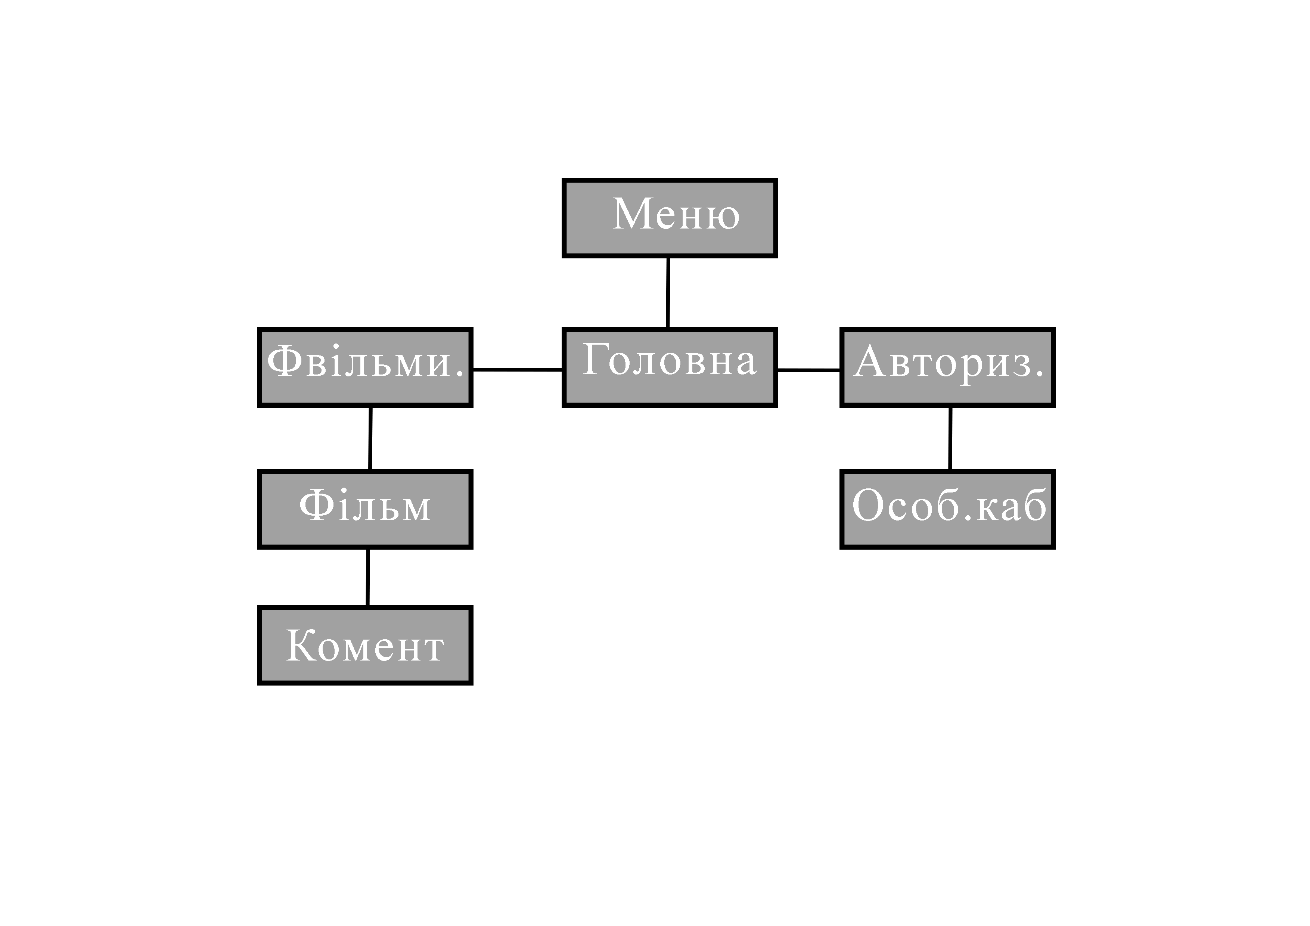 Меню
Фвільми.
Головна
Авториз.
Фільм
Особ.каб
Комент